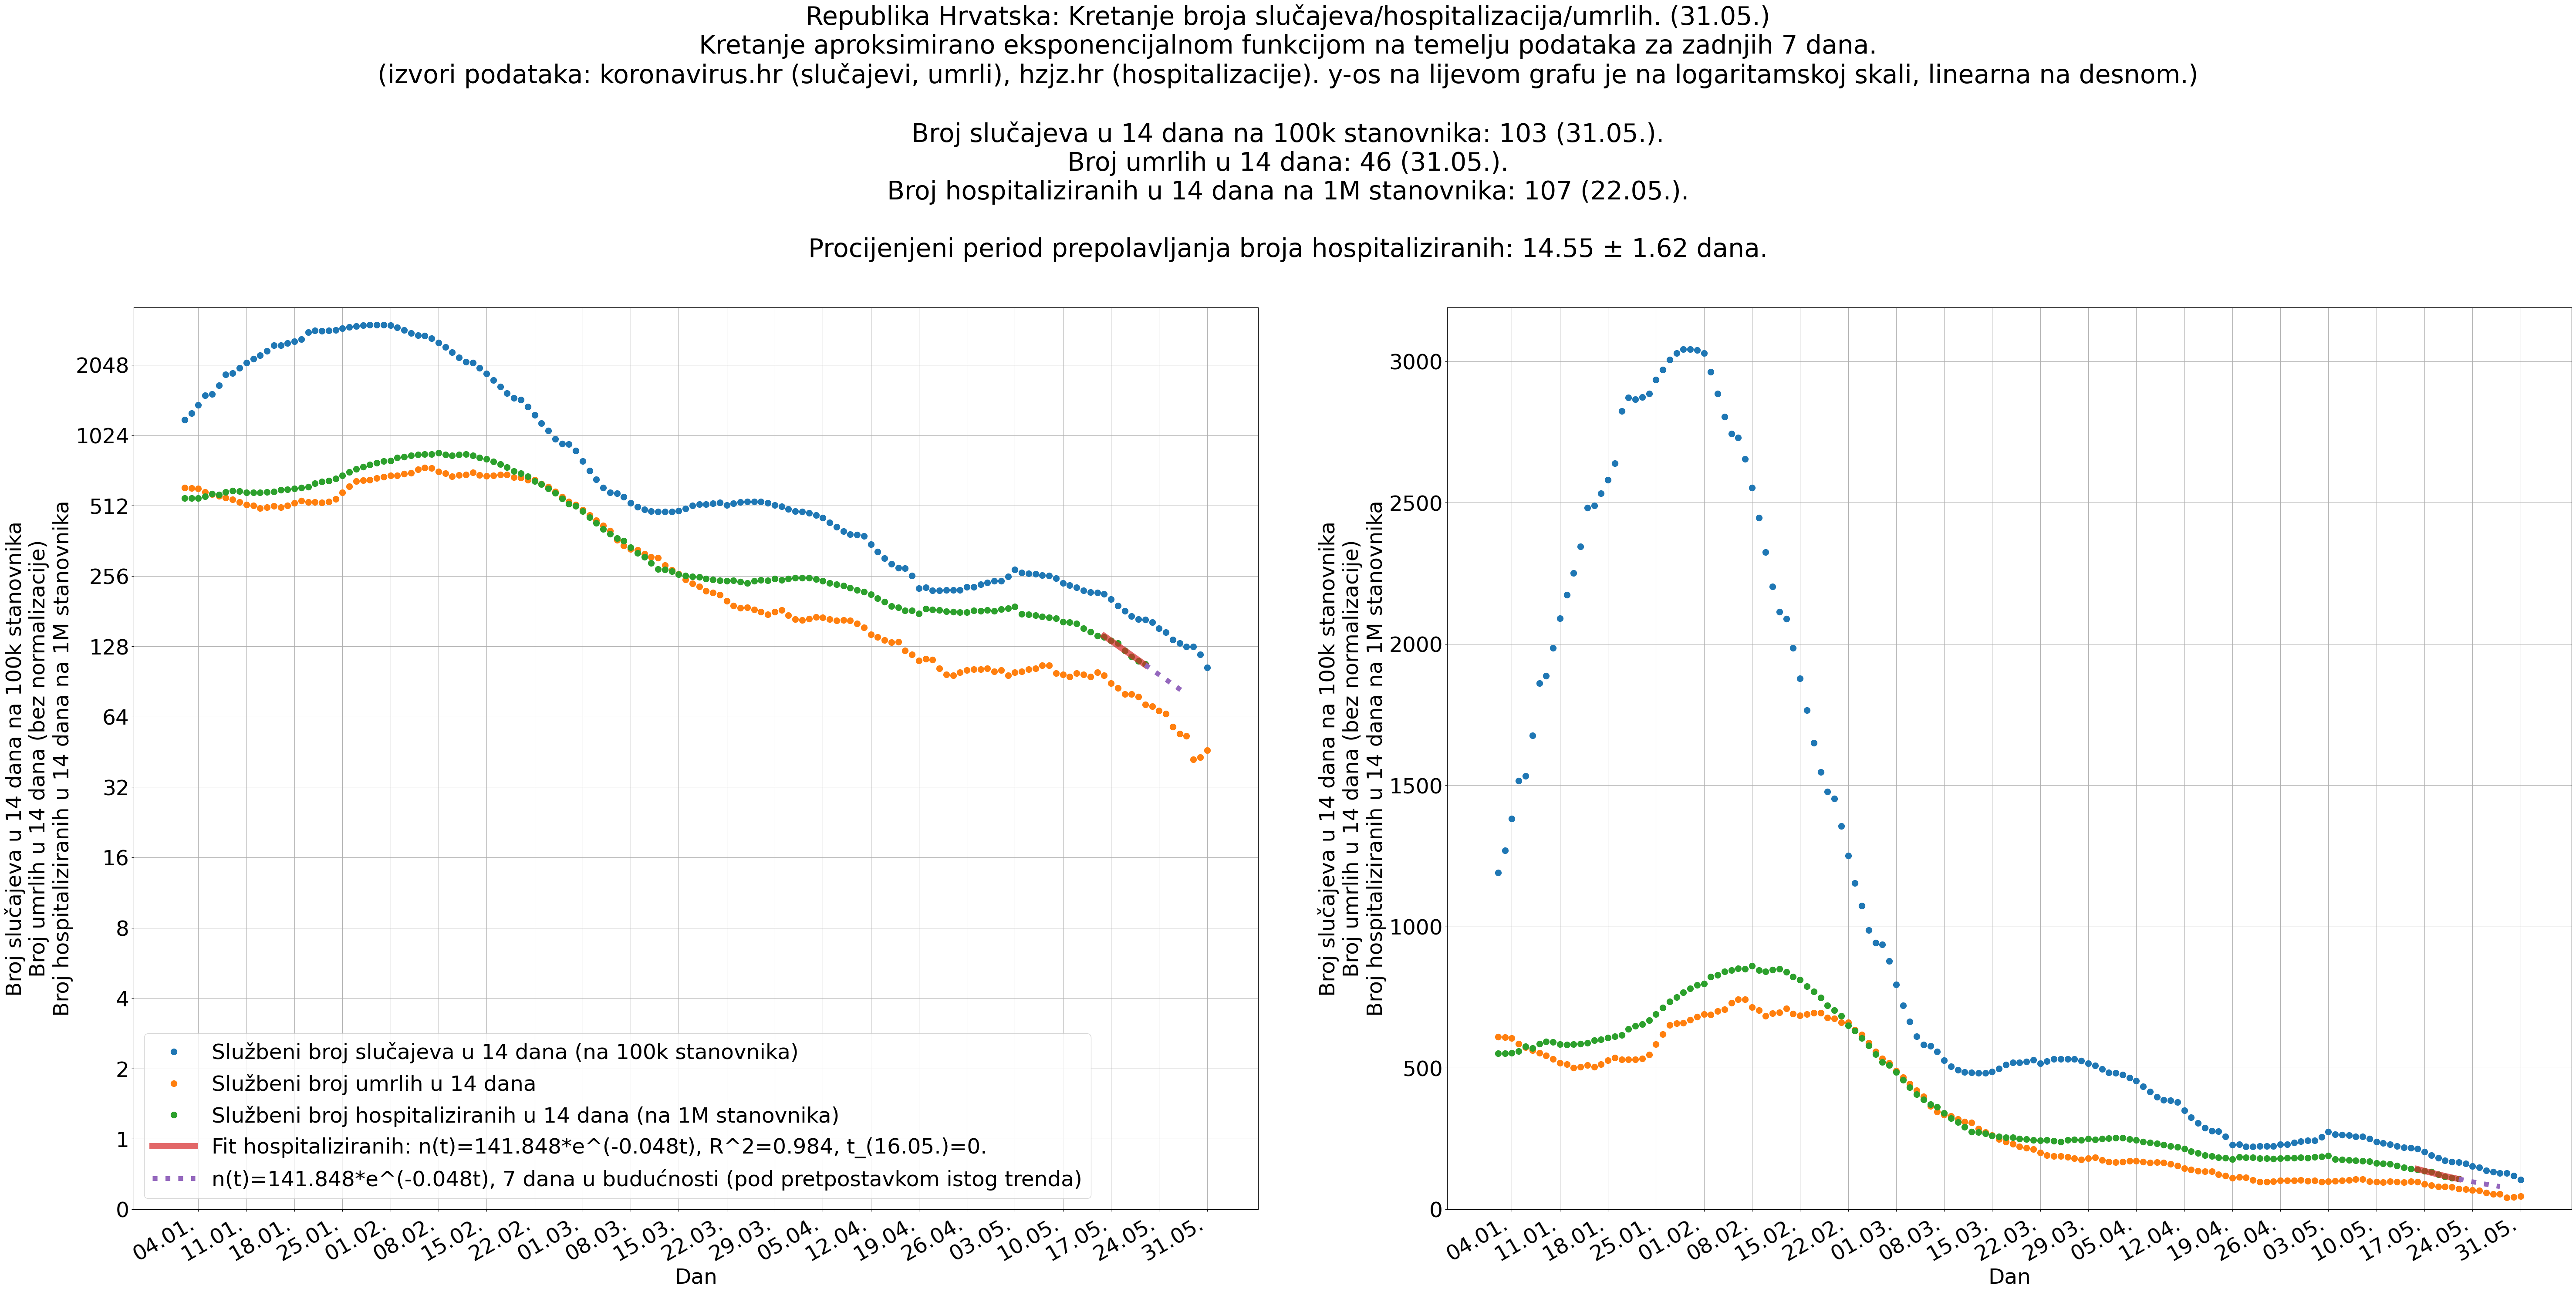 Republika Hrvatska: Kretanje broja slučajeva/hospitalizacija/umrlih. (31.05.)
Kretanje aproksimirano eksponencijalnom funkcijom na temelju podataka za zadnjih 7 dana.
(izvori podataka: koronavirus.hr (slučajevi, umrli), hzjz.hr (hospitalizacije). y-os na lijevom grafu je na logaritamskoj skali, linearna na desnom.)
Broj slučajeva u 14 dana na 100k stanovnika: 103 (31.05.).
Broj umrlih u 14 dana: 46 (31.05.).
Broj hospitaliziranih u 14 dana na 1M stanovnika: 107 (22.05.).
Procijenjeni period prepolavljanja broja hospitaliziranih: 14.55 ± 1.62 dana.
Broj slučajeva u 14 dana na 100k stanovnika
Broj umrlih u 14 dana (bez normalizacije)
Broj hospitaliziranih u 14 dana na 1M stanovnika
2048
1024
512
256
128
64
32
16
8
4
2
1
0
Službeni broj slučajeva u 14 dana (na 100k stanovnika)
Službeni broj umrlih u 14 dana
Službeni broj hospitaliziranih u 14 dana (na 1M stanovnika)
Fit hospitaliziranih: n(t)=141.848*e^(-0.048t), R^2=0.984, t_(16.05.)=0.
n(t)=141.848*e^(-0.048t), 7 dana u budućnosti (pod pretpostavkom istog trenda)
04.01. 11.01. 18.01. 25.01. 01.02. 08.02. 15.02. 22.02. 01.03. 08.03. 15.03. 22.03. 29.03. 05.04. 12.04. 19.04. 26.04. 03.05. 10.05. 17.05. 24.05. 31.05.
Dan
Broj slučajeva u 14 dana na 100k stanovnika
Broj umrlih u 14 dana (bez normalizacije)
Broj hospitaliziranih u 14 dana na 1M stanovnika
3000
2500
2000
1500
1000
500
0
04.01. 11.01. 18.01. 25.01. 01.02. 08.02. 15.02. 22.02. 01.03. 08.03. 15.03. 22.03. 29.03. 05.04. 12.04. 19.04. 26.04. 03.05. 10.05. 17.05. 24.05. 31.05.
Dan